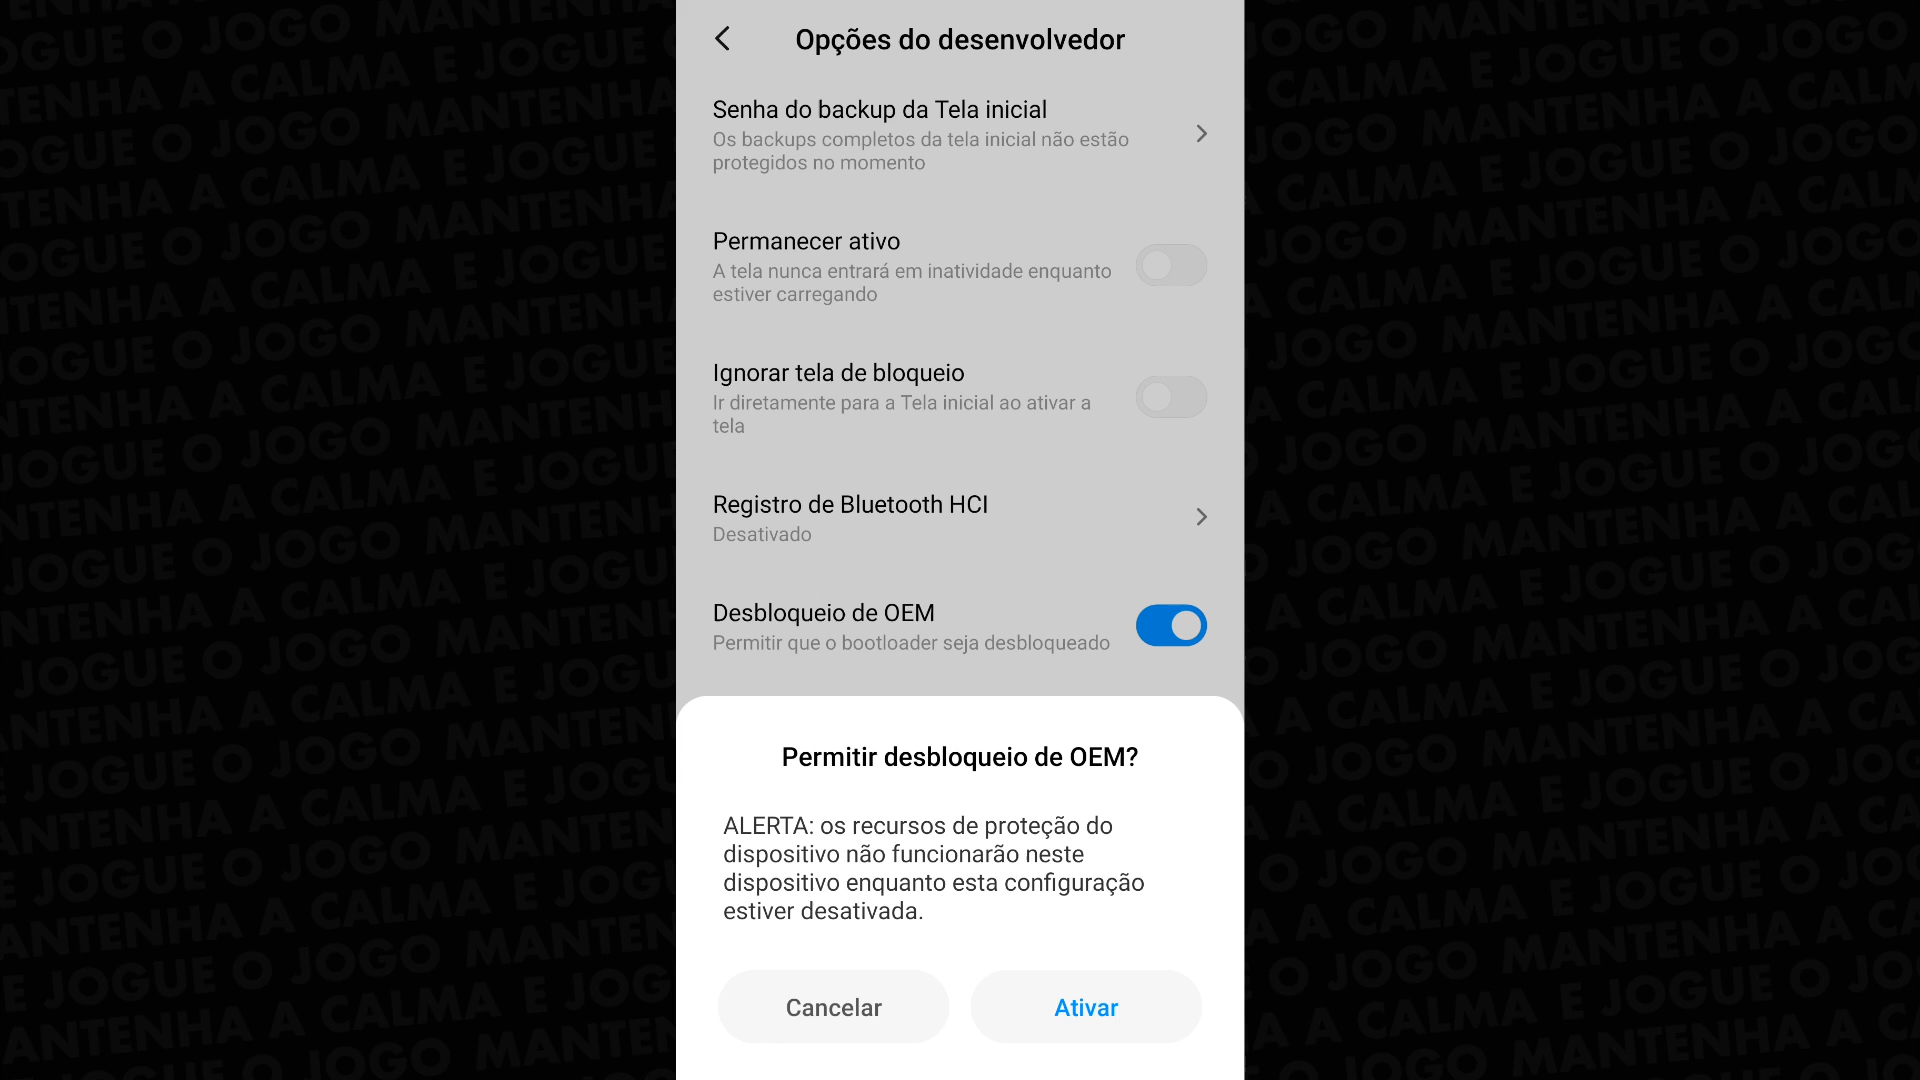 Opções do desenvolvedor
Senha do backup da Tela inicial
Os backups completos da tela inicial não estão
protegidos no momento
Permanecer ativo
A tela nunca entrará em inatividade enquanto
estiver carregando
Ignorar tela de bloqueio
Ir diretamente para a Tela inicial ao ativar a
tela
Registro de Bluetooth HCI
Desativado
Desbloqueio de OEM
Permitir que o bootloader seja desbloqueado
Permitir desbloqueio de OEM?
ALERTA: os recursos de proteção do
dispositivo não funcionarão neste
dispositivo enquanto esta configuração
estiver desativada.
Cancelar
Ativar
MANTENHA A CALMA E JOGUE O JOGO